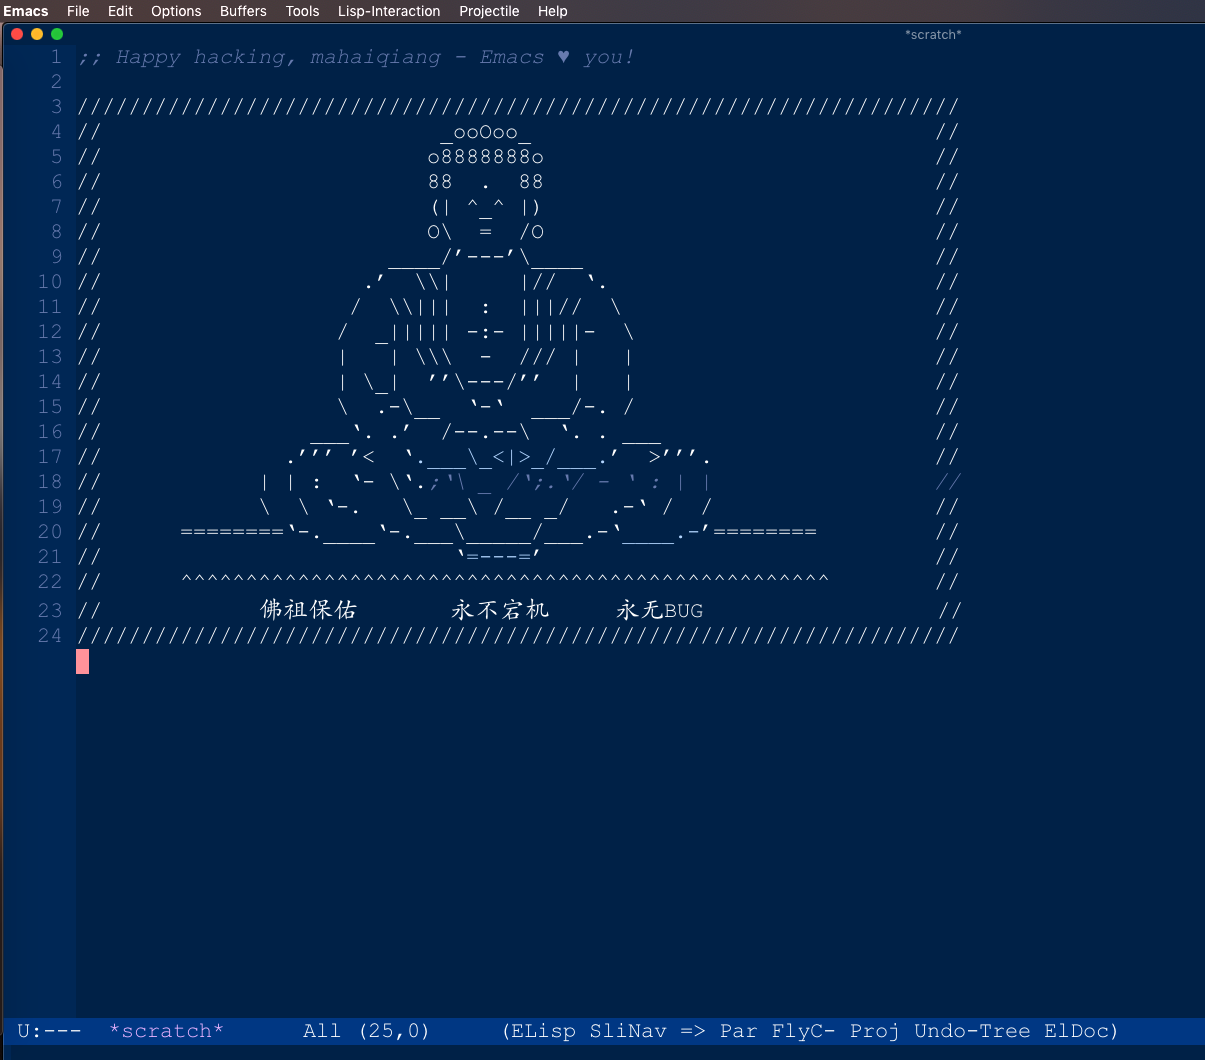 Emacs File Edit Options Buffers Tools Lisp-Interaction Projectile Help
*scratch*
1 ;; Happy hacking, mahaiqiang - Emacs ♥ you!
2
3 ////////////////////////////////////////////////////////////////////
4 //                          _ooOoo_                               //
5 //                         o8888888o                              //
6 //                         88  .  88                              //
7 //                         (| ^_^ |)                              //
8 //                         O\  =  /O                              //
9 //                      ____/'---'\____                           //
10 //                    .'  \\|     |//  `.                         //
11 //                   /  \\|||  :  |||//  \                        //
12 //                  /  _||||| -:- |||||-  \                       //
13 //                  |   | \\\  -  /// |   |                       //
14 //                  | \_|  ''\---/''  |   |                       //
15 //                  \  .-\__  `-`  ___/-. /                       //
16 //                ___`. .'  /--.--\  `. . ___                     //
17 //              .''' '<  `.___\_<|>_/___.'  >'''.                 //
18 //            | | :  `- \`.;`\ _ /`;.`/ - ` : | |                 //
19 //            \  \ `-.   \_ __\ /__ _/   .-` /  /                 //
20 //      ========`-.____`-.___\_____/___.-`____.-'========         //
21 //                           `=---='                              //
22 //      ^^^^^^^^^^^^^^^^^^^^^^^^^^^^^^^^^^^^^^^^^^^^^^^^^^        //
23 //            佛祖保佑       永不宕机     永无BUG                  //
24 ////////////////////////////////////////////////////////////////////
U:--- *scratch* All (25,0) (ELisp SliNav => Par FlyC- Proj Undo-Tree ElDoc)